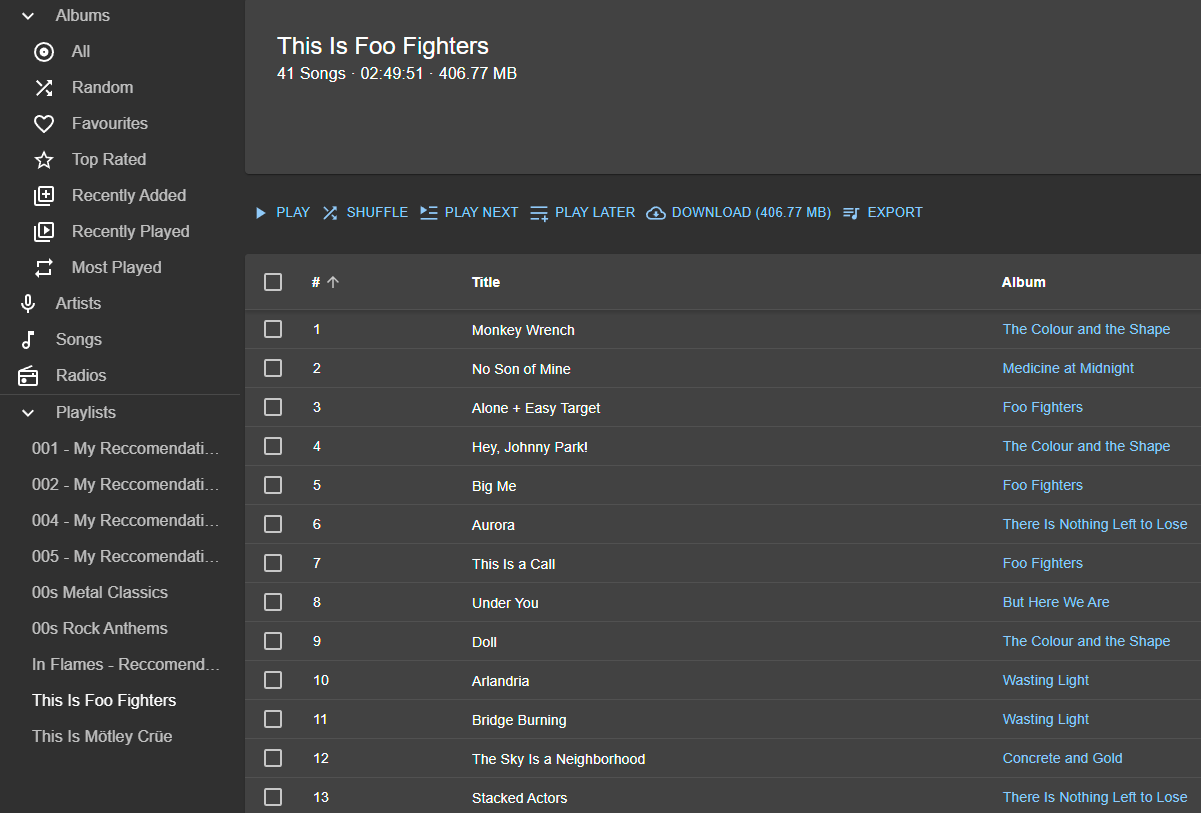 Albums
All
Random
Favourites
Top Rated
Recently Added
Recently Played
Most Played
Artists
Songs
Radios
Playlists
001 - My Reccomendati…
002 - My Reccomendati…
004 - My Reccomendati…
005 - My Reccomendati…
00s Metal Classics
00s Rock Anthems
In Flames - Reccomend…
This Is Foo Fighters
This Is Mötley Crüe
This Is Foo Fighters
41 Songs · 02:49:51 · 406.77 MB
PLAY SHUFFLE PLAY NEXT PLAY LATER DOWNLOAD (406.77 MB) EXPORT
# Title Album
1 Monkey Wrench The Colour and the Shape
2 No Son of Mine Medicine at Midnight
3 Alone + Easy Target Foo Fighters
4 Hey, Johnny Park! The Colour and the Shape
5 Big Me Foo Fighters
6 Aurora There Is Nothing Left to Lose
7 This Is a Call Foo Fighters
8 Under You But Here We Are
9 Doll The Colour and the Shape
10 Arlandria Wasting Light
11 Bridge Burning Wasting Light
12 The Sky Is a Neighborhood Concrete and Gold
13 Stacked Actors There Is Nothing Left to Lose